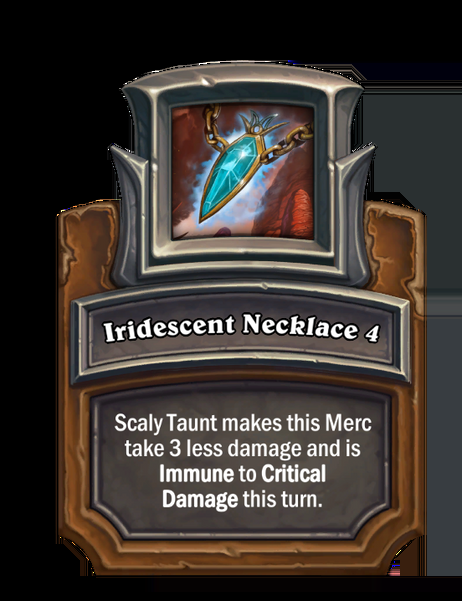 Iridescent Necklace 4
Scaly Taunt makes this Merc
take 3 less damage and is
Immune to Critical
Damage this turn.